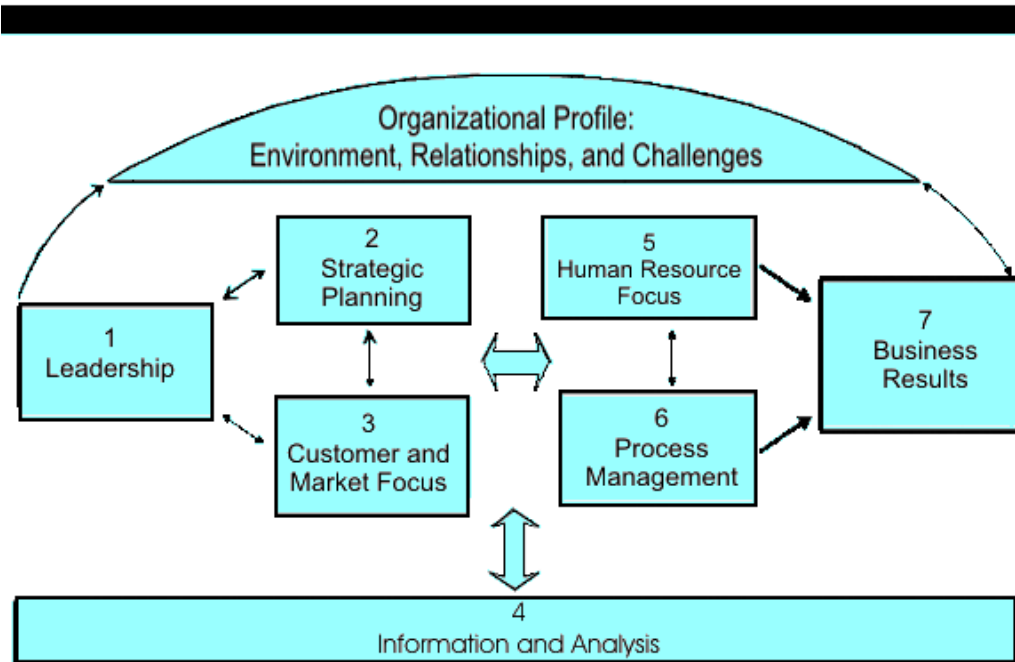 Organizational Profile:
Environment, Relationships, and Challenges
2
Strategic
Planning
5
Human Resource
Focus
1
Leadership
7
Business
Results
3
Customer and
Market Focus
6
Process
Management
4
Information and Analysis